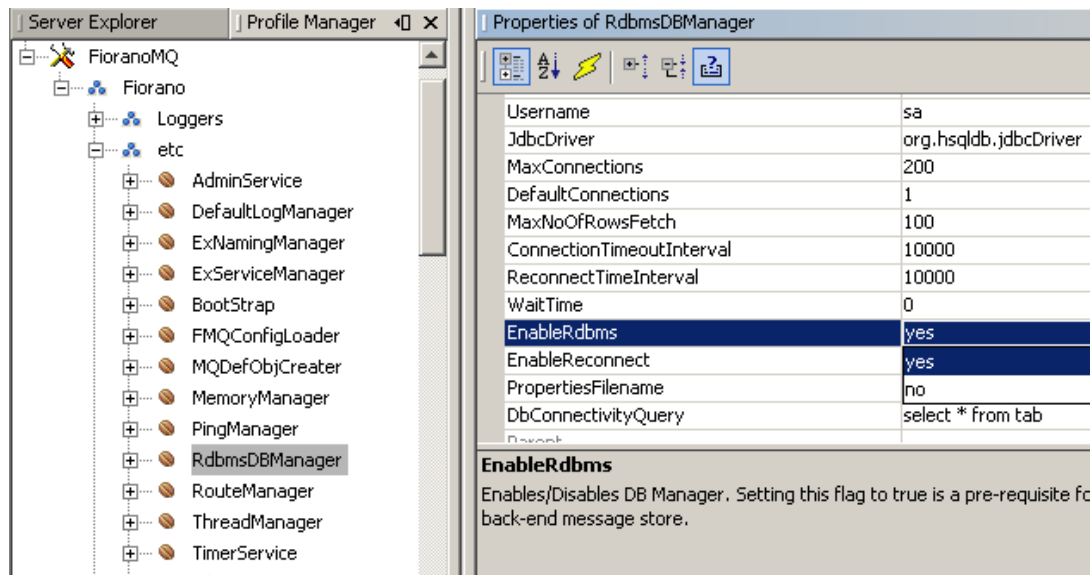 Server Explorer
Profile Manager
FioranoMQ
Fiorano
Loggers
etc
AdminService
DefaultLogManager
ExNamingManager
ExServiceManager
BootStrap
FMQConfigLoader
MQDefObjCreater
MemoryManager
PingManager
RdbmsDBManager
RouteManager
ThreadManager
TimerService
Properties of RdbmsDBManager
Username sa
JdbcDriver org.hsqldb.jdbcDriver
MaxConnections 200
DefaultConnections 1
MaxNoOfRowsFetch 100
ConnectionTimeoutInterval 10000
ReconnectTimeInterval 10000
WaitTime 0
EnableRdbms yes
EnableReconnect yes
PropertiesFilename no
DbConnectivityQuery select * from tab
EnableRdbms
Enables/Disables DB Manager. Setting this flag to true is a pre-requisite fo
back-end message store.